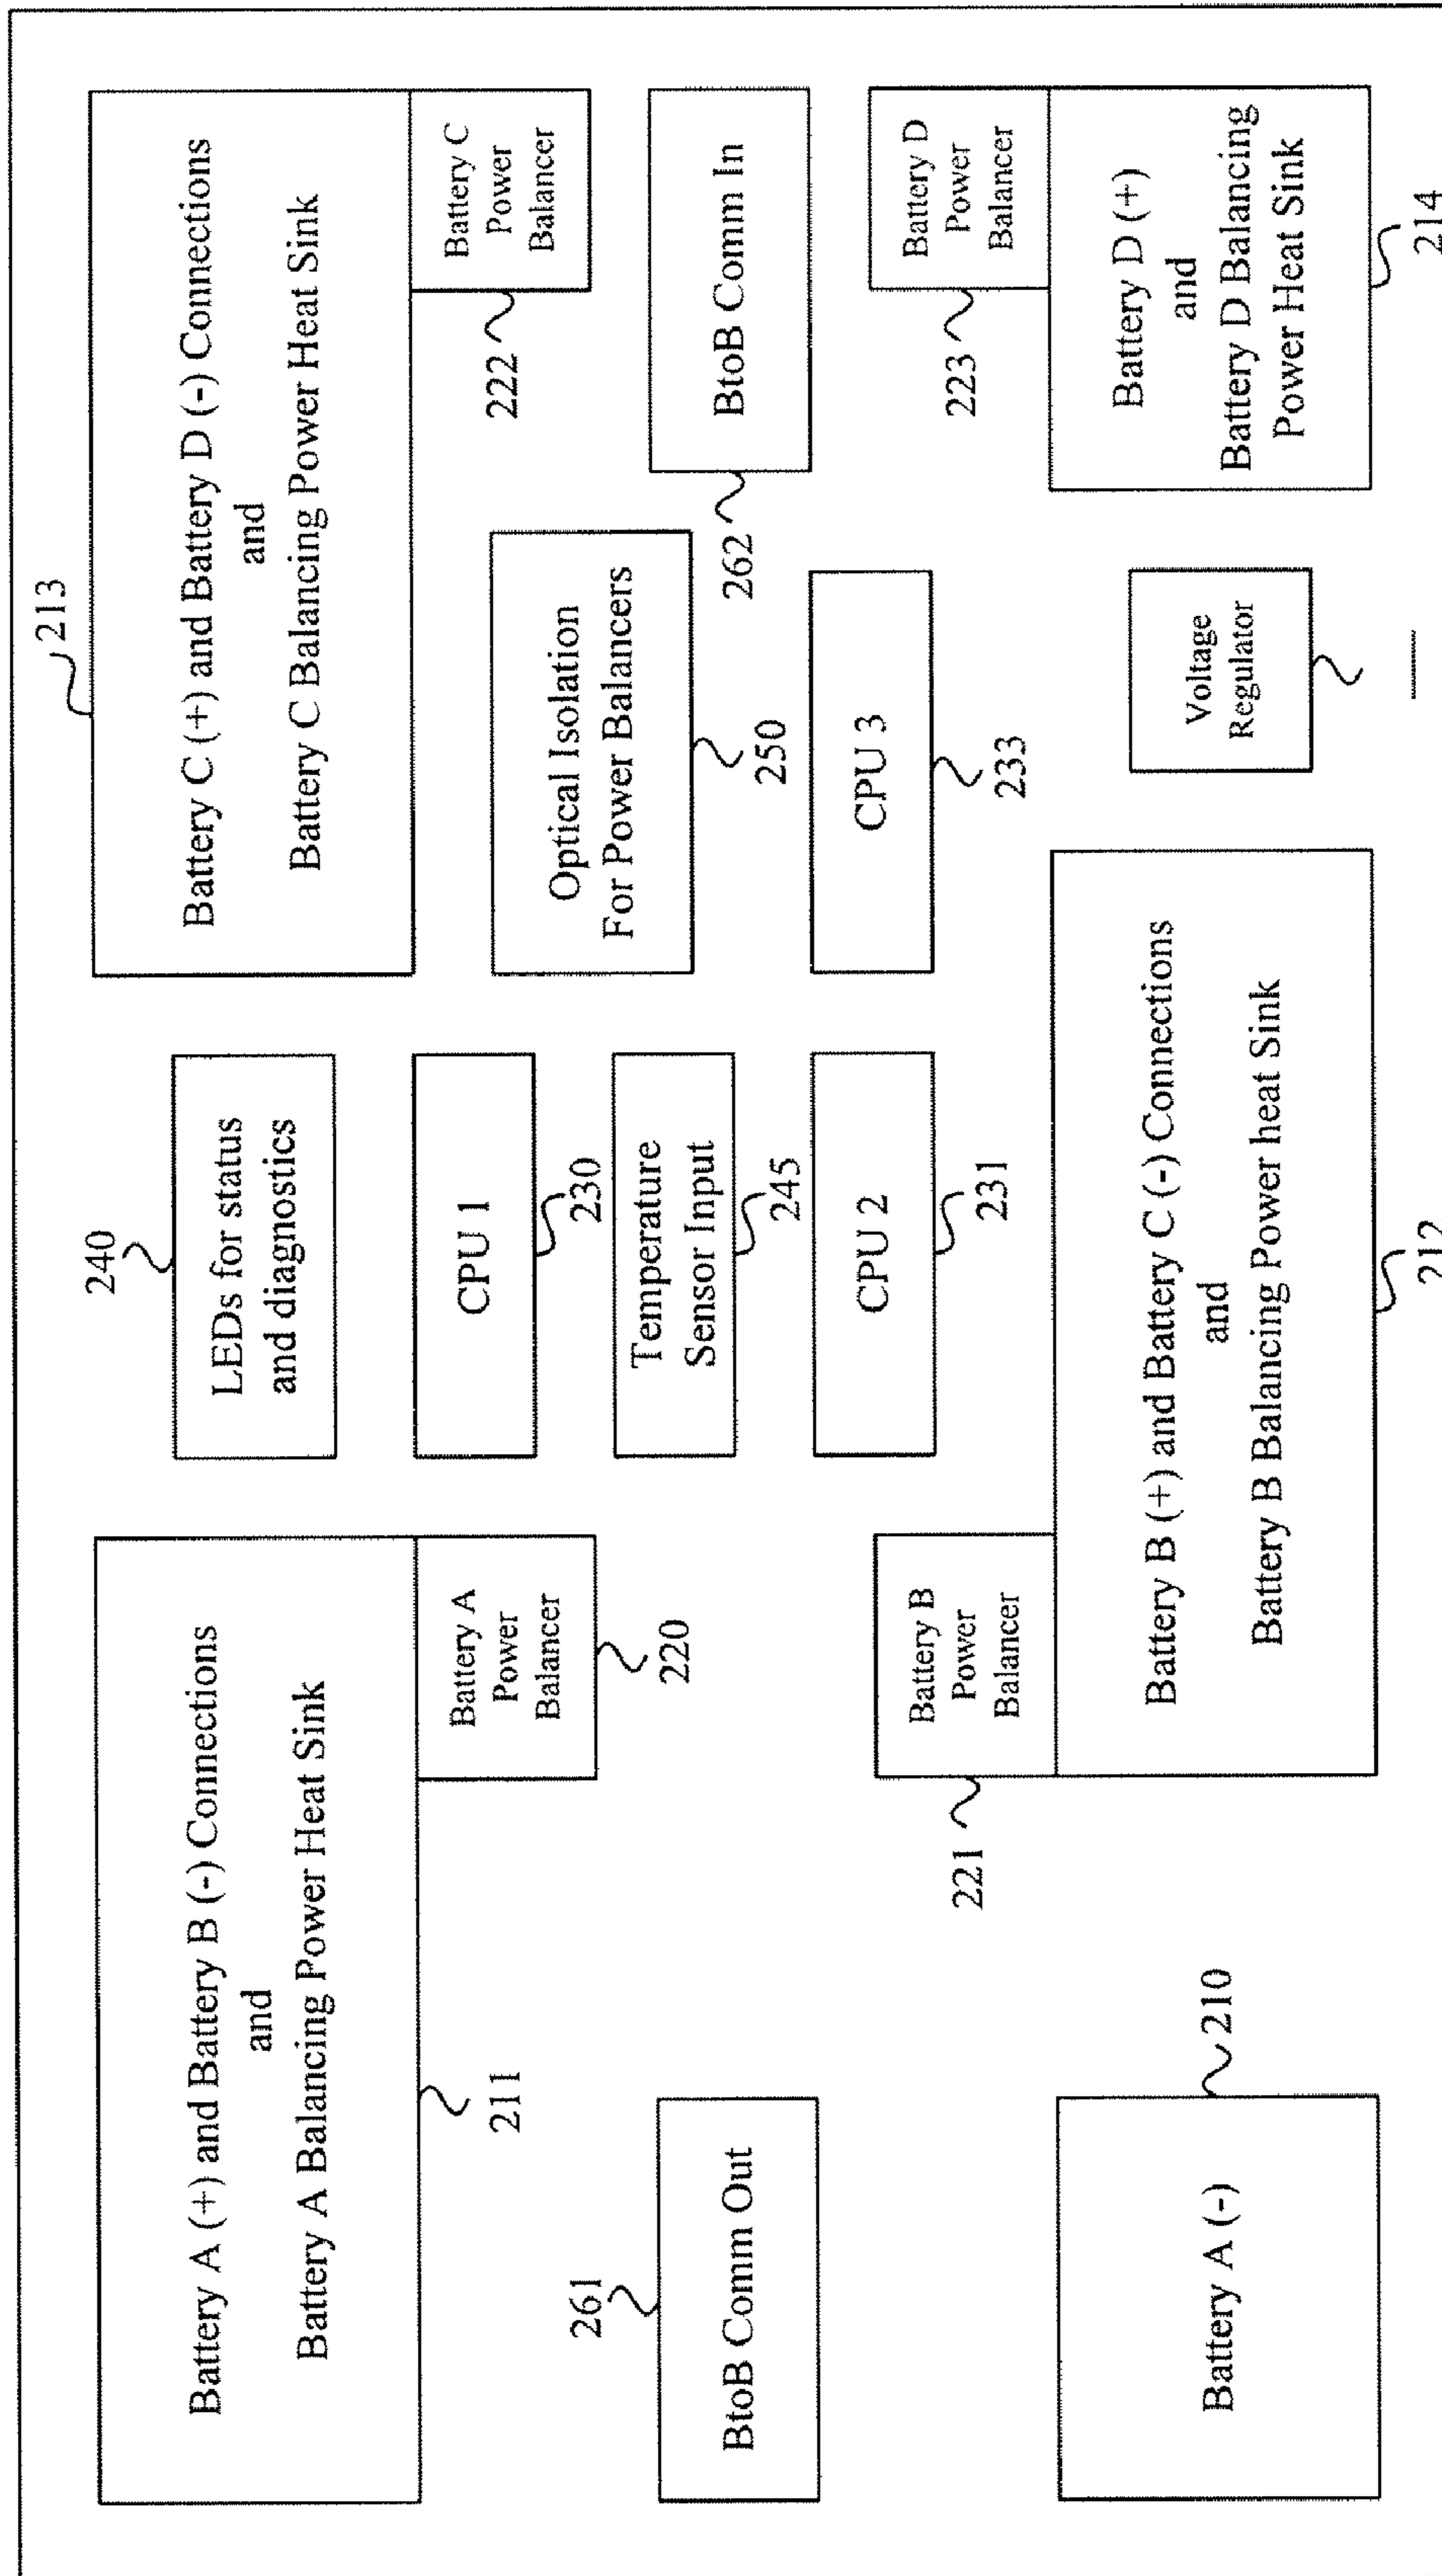 Battery A (+) and Battery B (-) Connections
and
Battery A Balancing Power Heat Sink
211
Battery A
Power
Balancer
220
240
LEDs for status
and diagnostics
CPU 1
230
Temperature
Sensor Input
245
CPU 2
231
213
Battery C (+) and Battery D (-) Connections
and
Battery C Balancing Power Heat Sink
Battery C
Power
Balancer
222
Optical Isolation
For Power Balancers
250
BtoB Comm In
262
CPU 3
233
261
BtoB Comm Out
Battery A (-)
210
Battery B
Power
Balancer
221
Battery B (+) and Battery C (-) Connections
and
Battery B Balancing Power heat Sink
212
Voltage
Regulator
Battery D
Power
Balancer
223
Battery D (+)
and
Battery D Balancing
Power Heat Sink
214